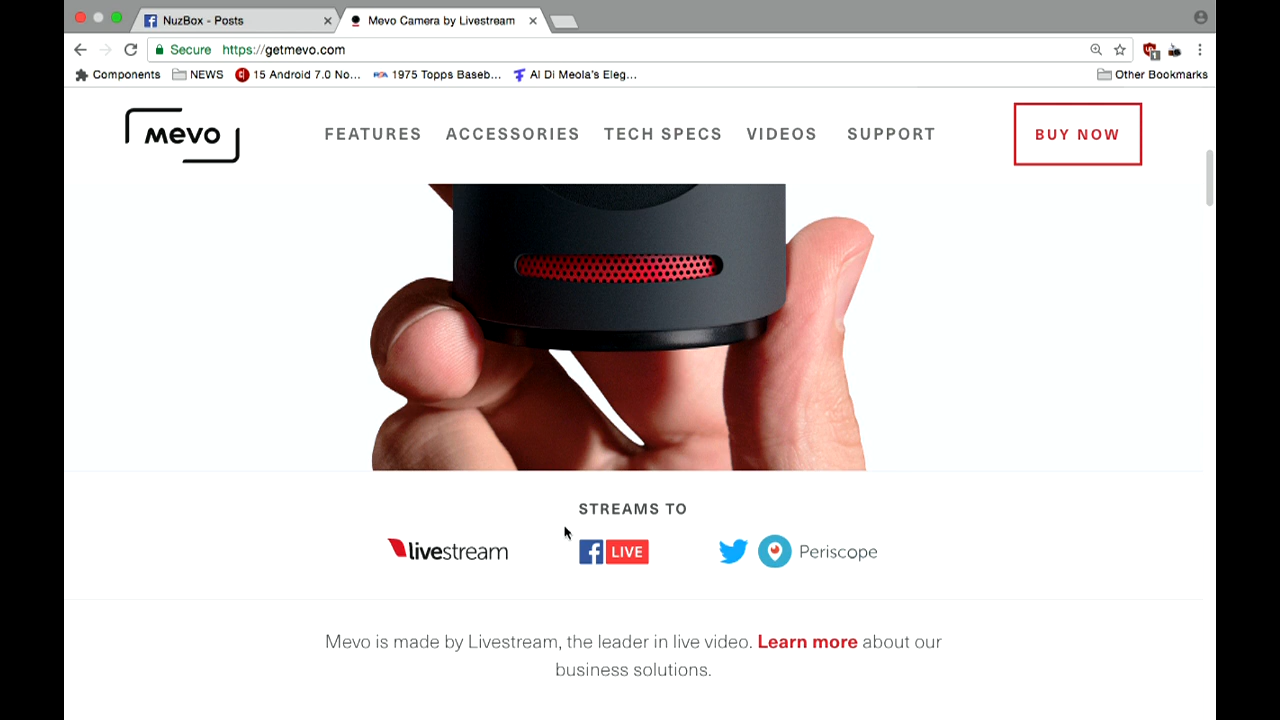 NuzBox - Posts
Mevo Camera by Livestream
Secure https://getmevo.com
Components NEWS 15 Android 7.0 No... 1975 Topps Baseb... Al Di Meola's Eleg... Other Bookmarks
mevo
FEATURES ACCESSORIES TECH SPECS VIDEOS SUPPORT BUY NOW
STREAMS TO
livestream f LIVE Periscope
Mevo is made by Livestream, the leader in live video. Learn more about our
business solutions.